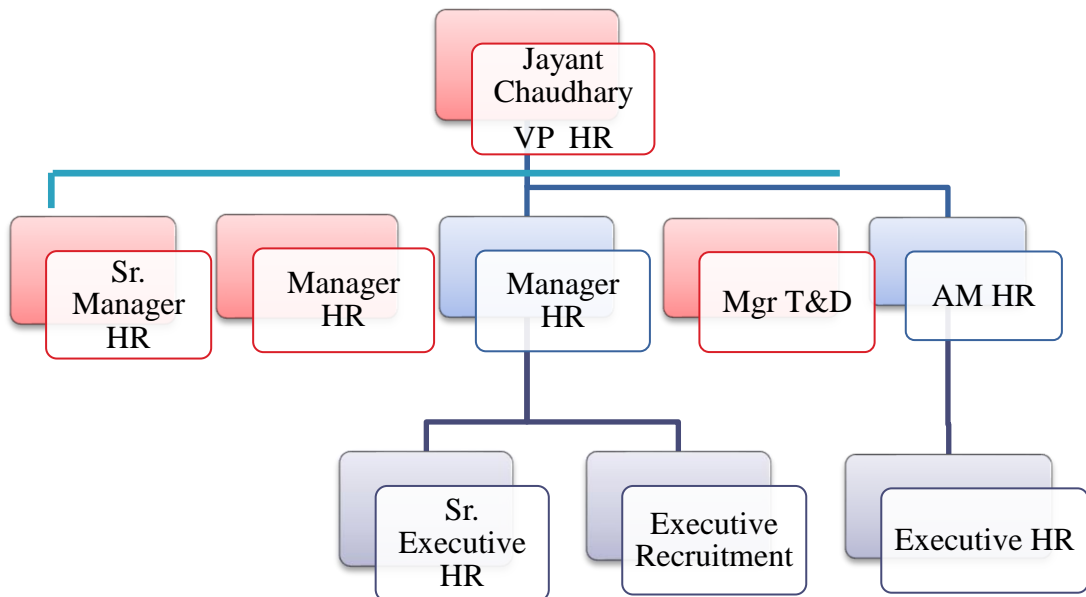 Jayant
Chaudhary
VP HR
Sr.
Manager
HR
Manager
HR
Manager
HR
Mgr T&D
AM HR
Sr.
Executive
HR
Executive
Recruitment
Executive HR